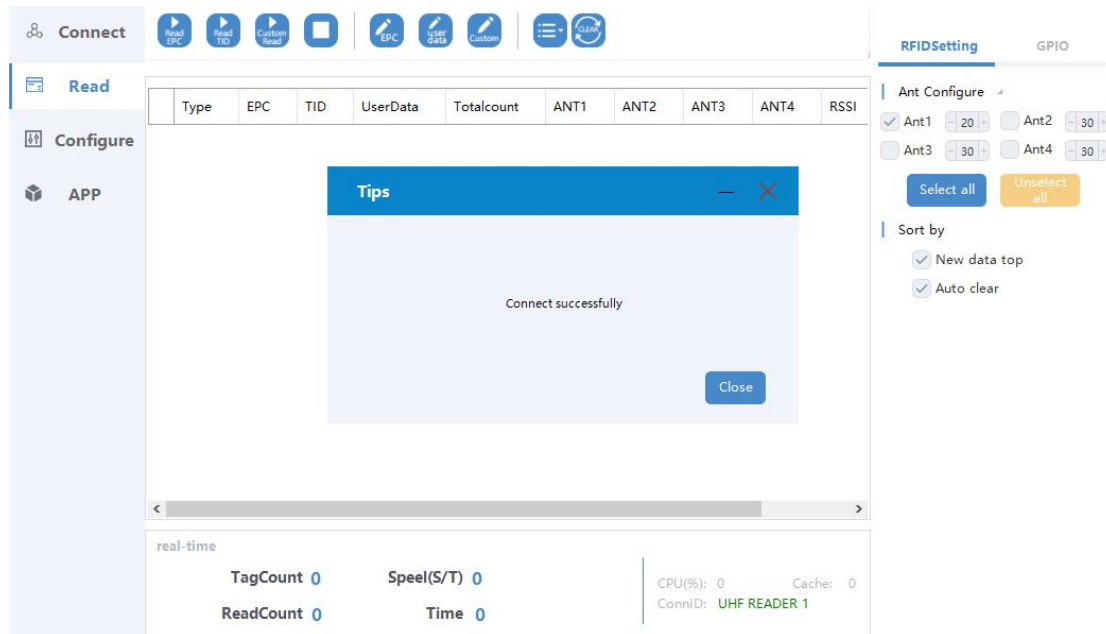 Connect
Read
Configure
APP
Read EPC
Read TID
Custom Read
EPC
user data
Custom
CLEAR
Type EPC TID UserData Totalcount ANT1 ANT2 ANT3 ANT4 RSSI
Tips
Connect successfully
Close
real-time
TagCount 0 Speel(S/T) 0
ReadCount 0 Time 0
CPU(%): 0 Cache: 0
ConnID: UHF READER 1
RFIDSetting GPIO
Ant Configure
Ant1 - 20 + Ant2 - 30 +
Ant3 - 30 + Ant4 - 30 +
Select all
Unselect
all
Sort by
New data top
Auto clear